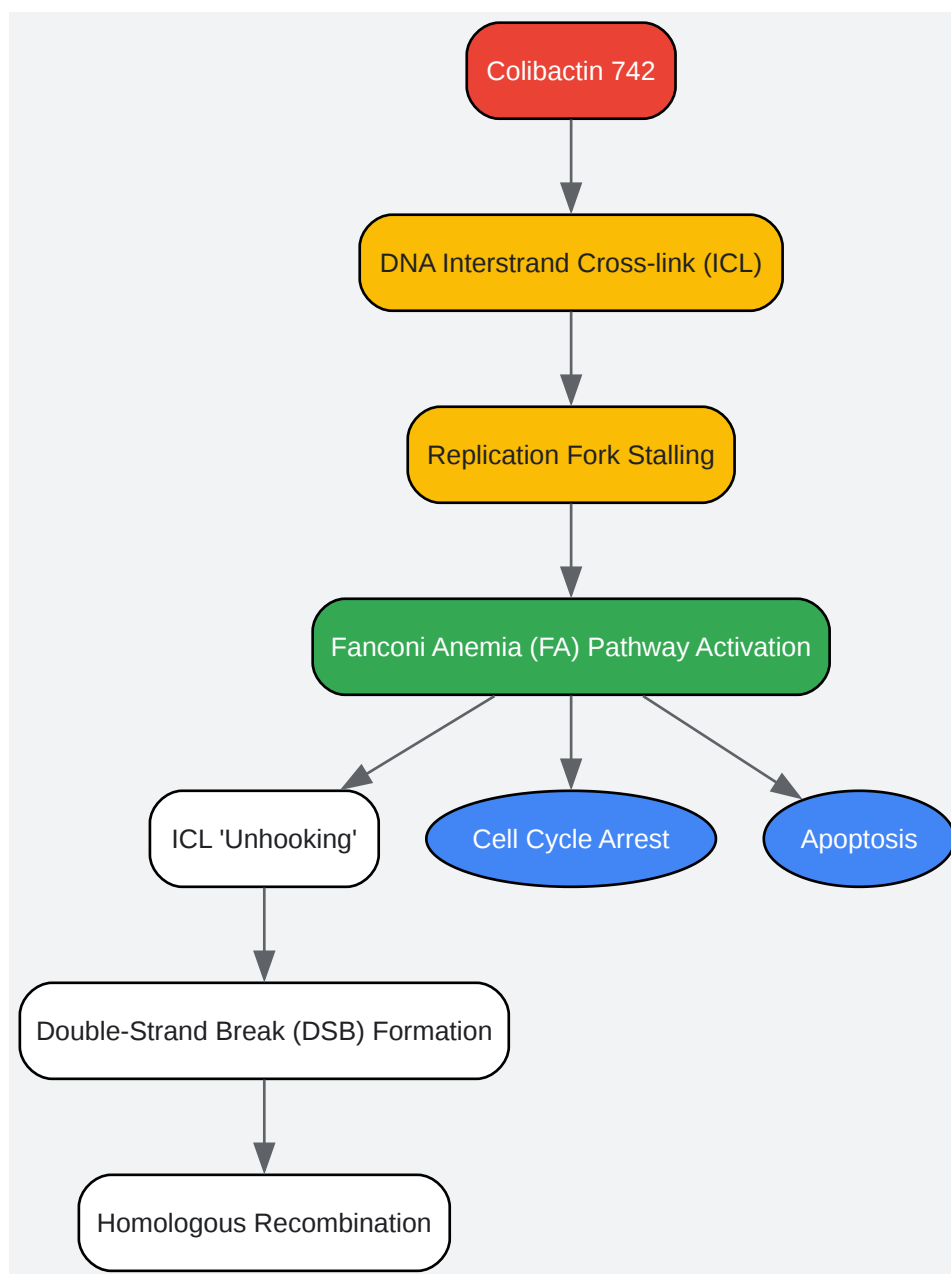 Colibactin 742
DNA Interstrand Cross-link (ICL)
Replication Fork Stalling
Fanconi Anemia (FA) Pathway Activation
ICL 'Unhooking'
Cell Cycle Arrest
Apoptosis
Double-Strand Break (DSB) Formation
Homologous Recombination